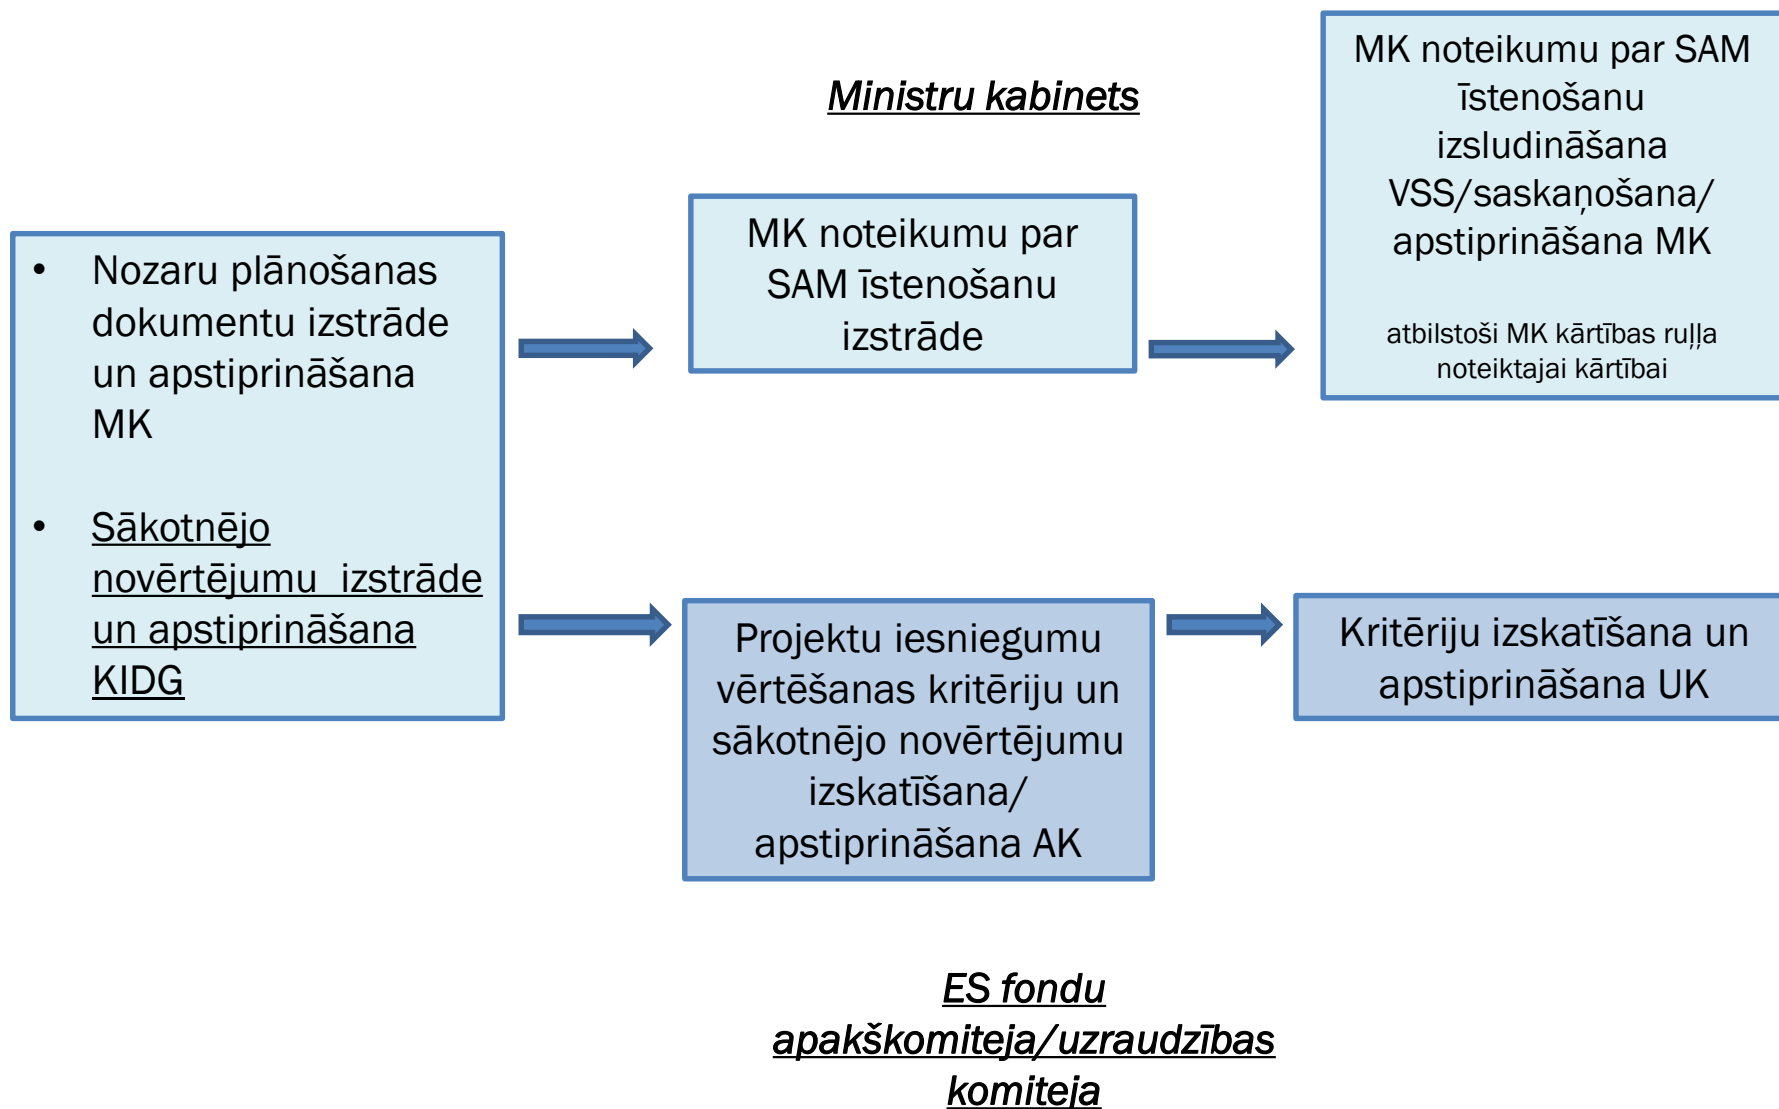 Ministru kabinets
• Nozaru plānošanas
dokumentu izstrāde
un apstiprināšana
MK
• Sākotnējo
novērtējumu izstrāde
un apstiprināšana
KIDG
MK noteikumu par
SAM īstenošanu
izstrāde
MK noteikumu par SAM
īstenošanu
izsludināšana
VSS/saskaņošana/
apstiprināšana MK
atbilstoši MK kārtības ruļļa
noteiktajai kārtībai
Projektu iesniegumu
vērtēšanas kritēriju un
sākotnējo novērtējumu
izskatīšana/
apstiprināšana AK
Kritēriju izskatīšana un
apstiprināšana UK
ES fondu
apakškomiteja/uzraudzības
komiteja